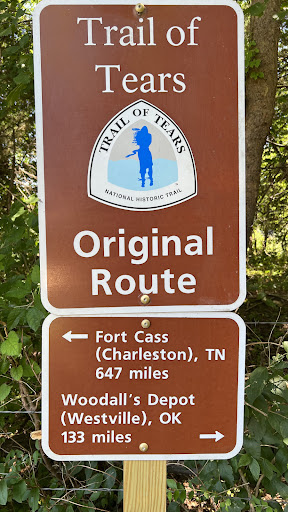 Trail of
Tears
TRAIL OF TEARS
NATIONAL HISTORIC TRAIL
Original
Route
← Fort Cass
(Charleston), TN
647 miles
Woodall's Depot
(Westville), OK
133 miles →